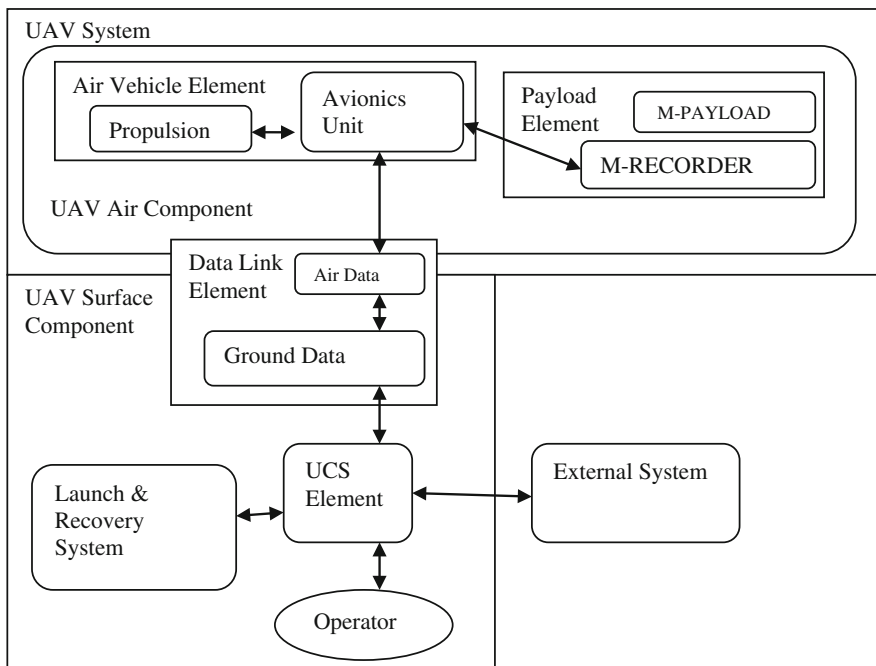 UAV System
Air Vehicle Element
Propulsion
Avionics
Unit
Payload
Element
M-PAYLOAD
M-RECORDER
UAV Air Component
Data Link
Element
Air Data
Ground Data
UAV Surface
Component
Launch &
Recovery
System
UCS
Element
External System
Operator